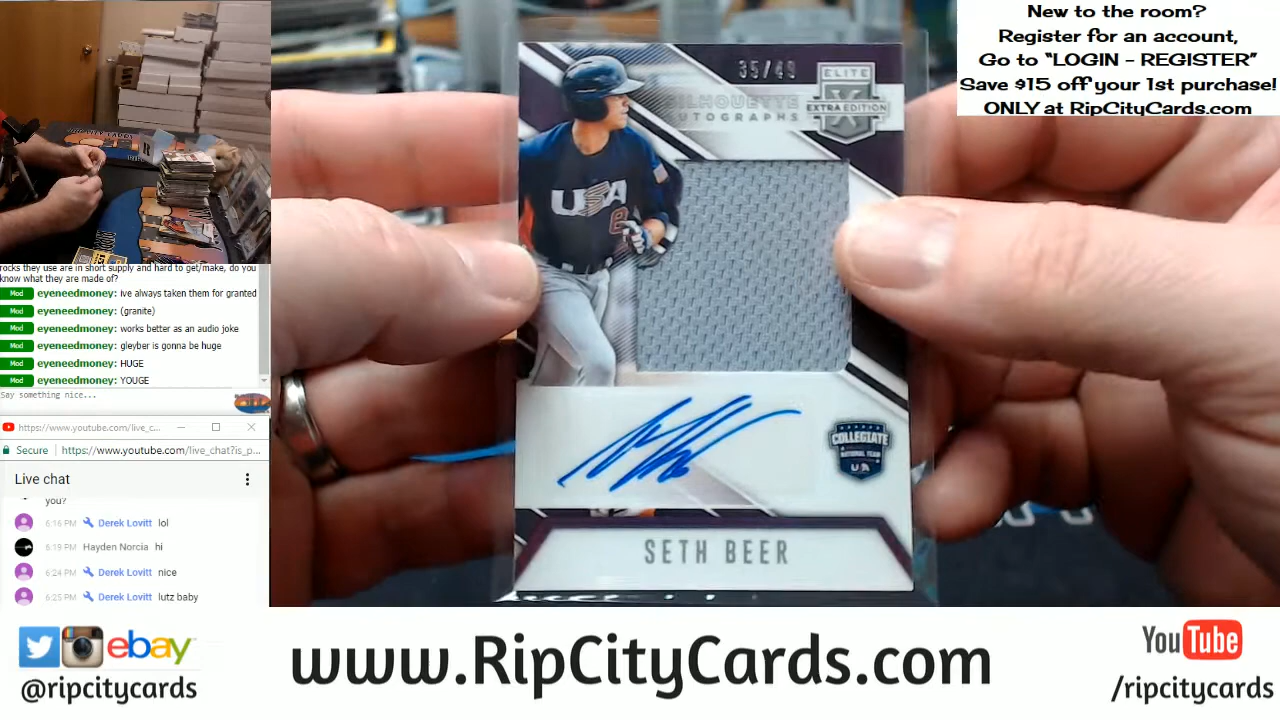 New to the room?
Register for an account,
Go to "LOGIN - REGISTER"
Save $15 off your 1st purchase!
ONLY at RipCityCards.com
35/49
ELITE
EXTRA EDITION
SILHOUETTE
AUTOGRAPHS
USA
6
COLLEGIATE
NATIONAL TEAM
USA
SETH BEER
rocks they use are in short supply and hard to get/make, do you
know what they are made of?
Mod eyeneedmoney: ive always taken them for granted
Mod eyeneedmoney: (granite)
Mod eyeneedmoney: works better as an audio joke
Mod eyeneedmoney: gleyber is gonna be huge
Mod eyeneedmoney: HUGE
Mod eyeneedmoney: YOUGE
Say something nice...
https://www.youtube.com/live_c...
Secure https://www.youtube.com/live_chat?is_p...
Live chat
you?
6:16 PM Derek Lovitt lol
6:19 PM Hayden Norcia hi
6:24 PM Derek Lovitt nice
6:25 PM Derek Lovitt lutz baby
ebay
@ripcitycards
www.RipCityCards.com
YouTube
/ripcitycards